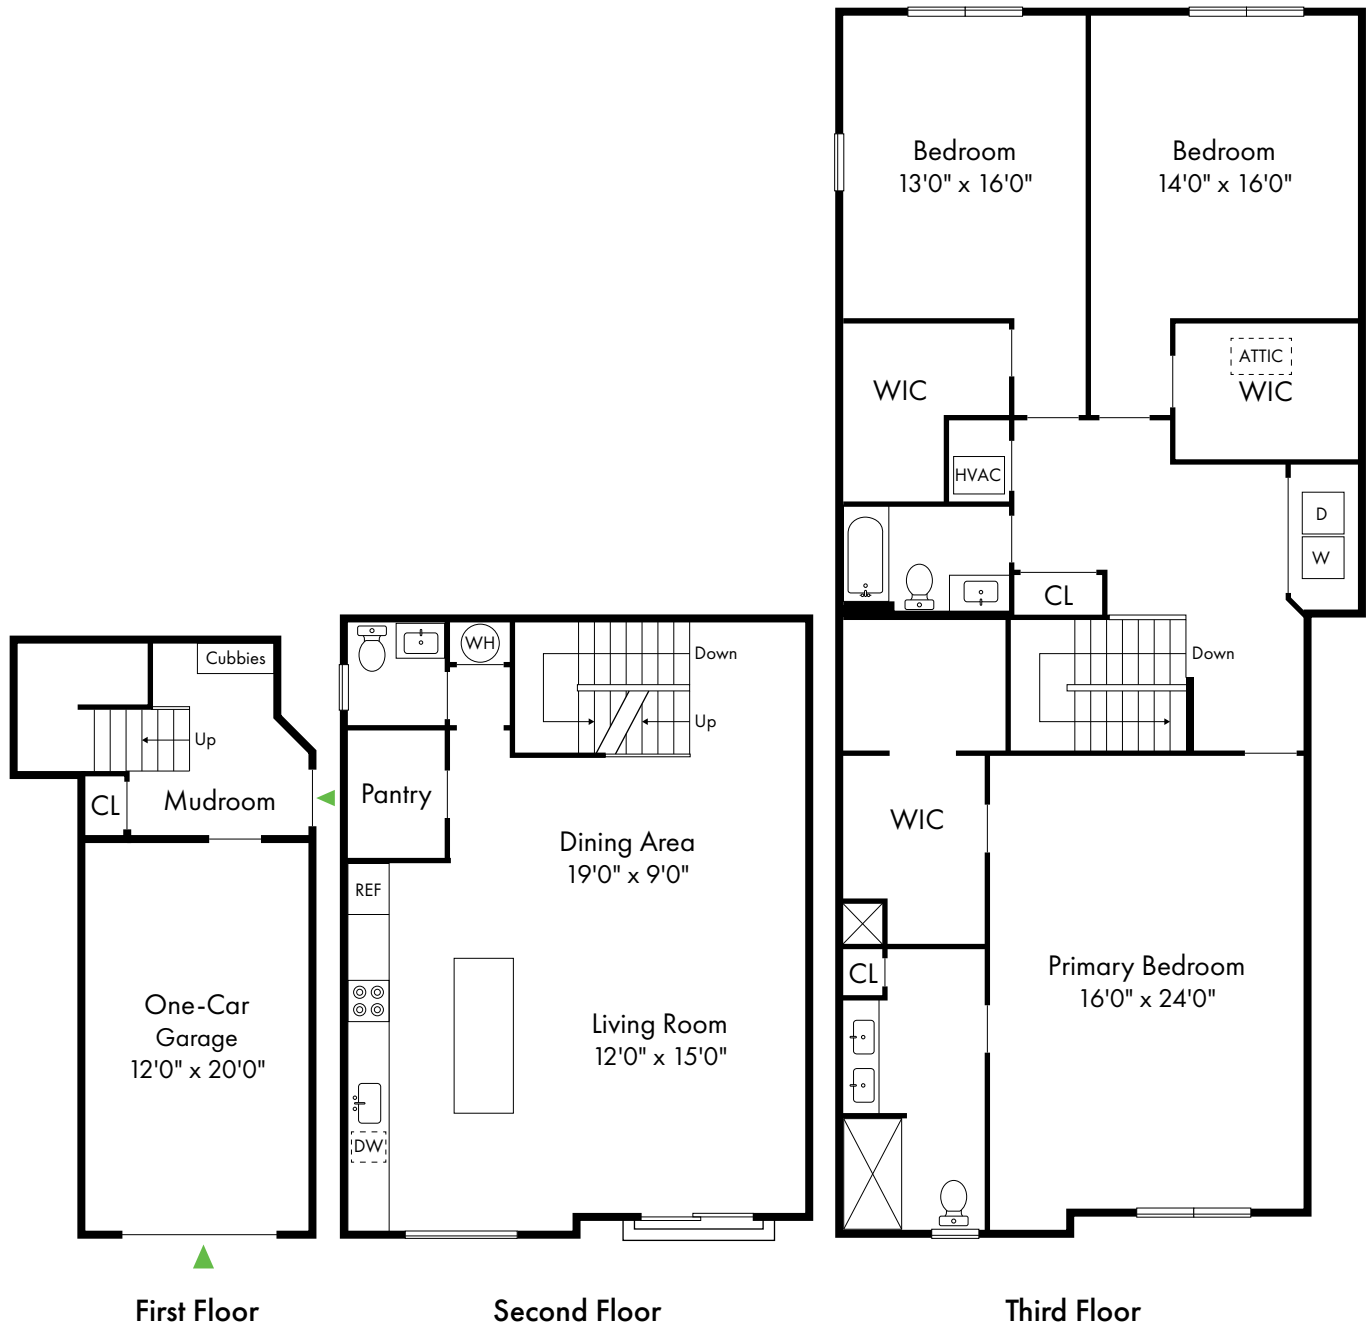 Cubbies
Up
CL
Mudroom
One-Car
Garage
12'0" x 20'0"
First Floor
WH
Down
Up
Pantry
REF
DW
Dining Area
19'0" x 9'0"
Living Room
12'0" x 15'0"
Second Floor
Bedroom
13'0" x 16'0"
Bedroom
14'0" x 16'0"
WIC
ATTIC
WIC
HVAC
D
W
CL
Down
WIC
CL
Primary Bedroom
16'0" x 24'0"
Third Floor